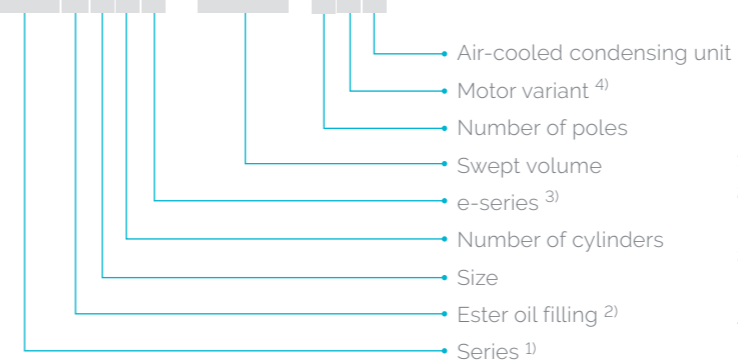 Air-cooled condensing unit
Motor variant 4)
Number of poles
Swept volume
e-series 3)
Number of cylinders
Size
Ester oil filling 2)
Series 1)